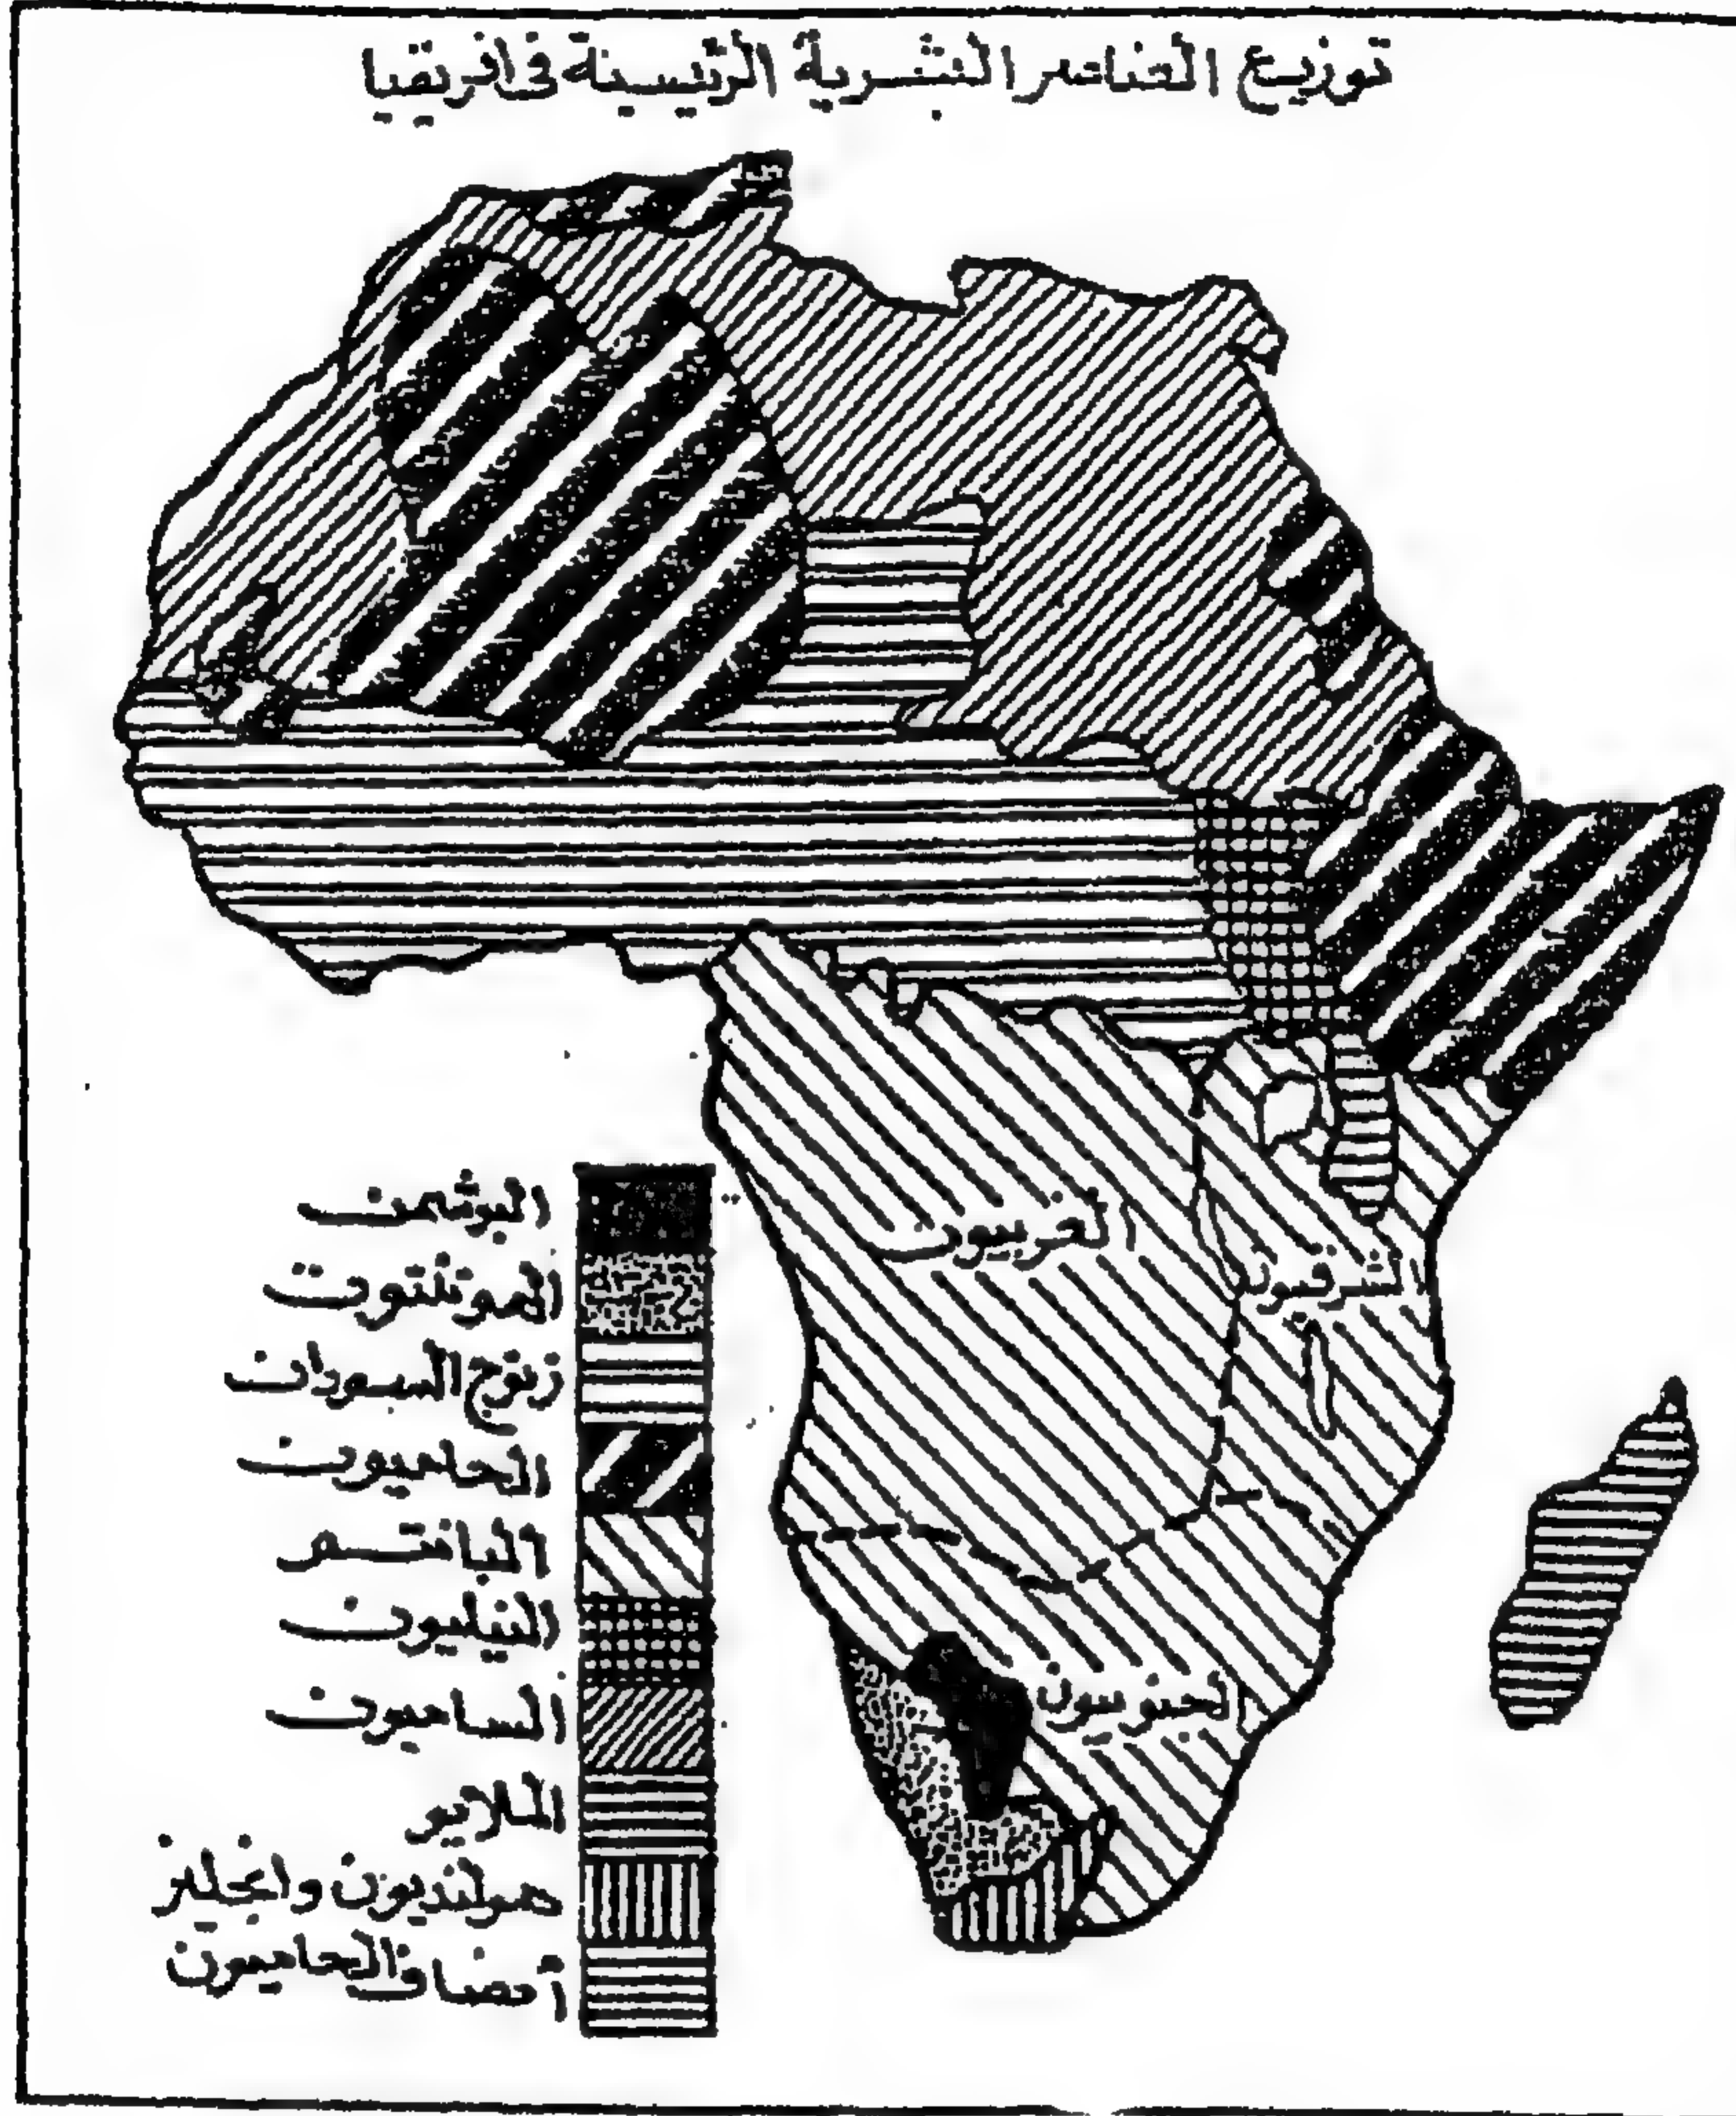 توزيع العناصر البشرية الرئيسية في افريقيا
الغربيون
الشرقيون
الجنوبيون
البوشمن
الهوتنتوت
زنوج السودان
الحاميون
البانتو
النيليون
الساميون
الملايو
هولنديون وانجليز
أنصاف الحاميون